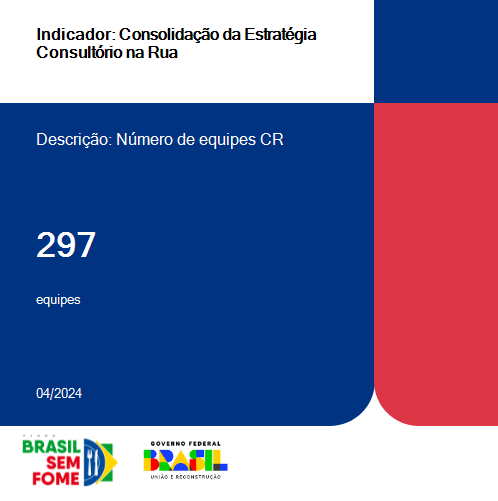 Indicador: Consolidação da Estratégia
Consultório na Rua
Descrição: Número de equipes CR
297
equipes
04/2024
PLANO
BRASIL
SEM
FOME
GOVERNO FEDERAL
BRASIL
UNIÃO E RECONSTRUÇÃO